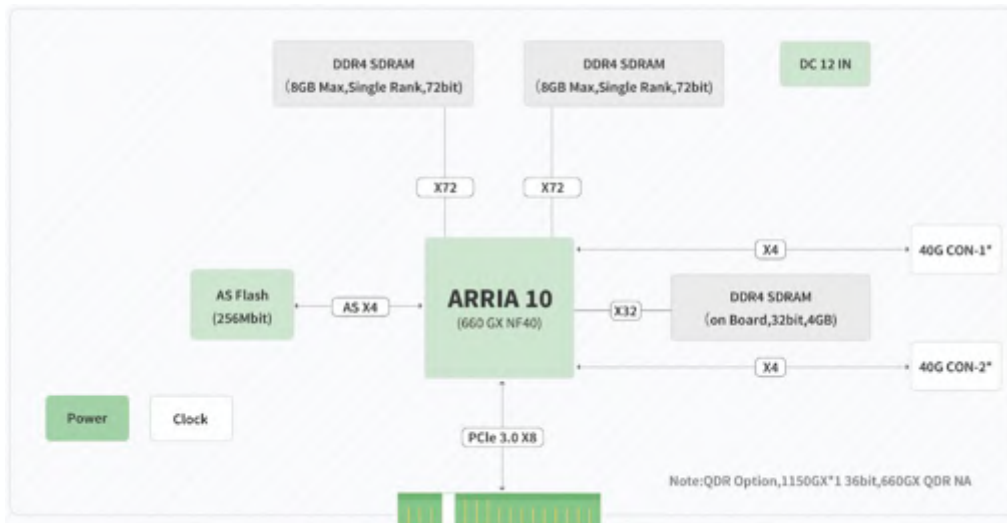 DDR4 SDRAM
(8GB Max,Single Rank,72bit)
DDR4 SDRAM
(8GB Max,Single Rank,72bit)
DC 12 IN
X72
X72
X4
40G CON-1*
AS Flash
(256Mbit)
AS X4
ARRIA 10
(660 GX NF40)
X32
DDR4 SDRAM
(on Board,32bit,4GB)
X4
40G CON-2*
Power
Clock
PCle 3.0 X8
Note:QDR Option,1150GX*1 36bit,660GX QDR NA